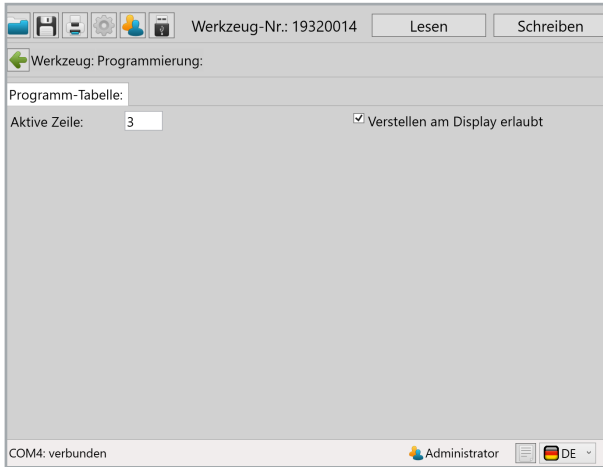 Werkzeug-Nr.: 19320014 Lesen Schreiben
Werkzeug: Programmierung:
Programm-Tabelle:
Aktive Zeile: 3 Verstellen am Display erlaubt
COM4: verbunden Administrator DE